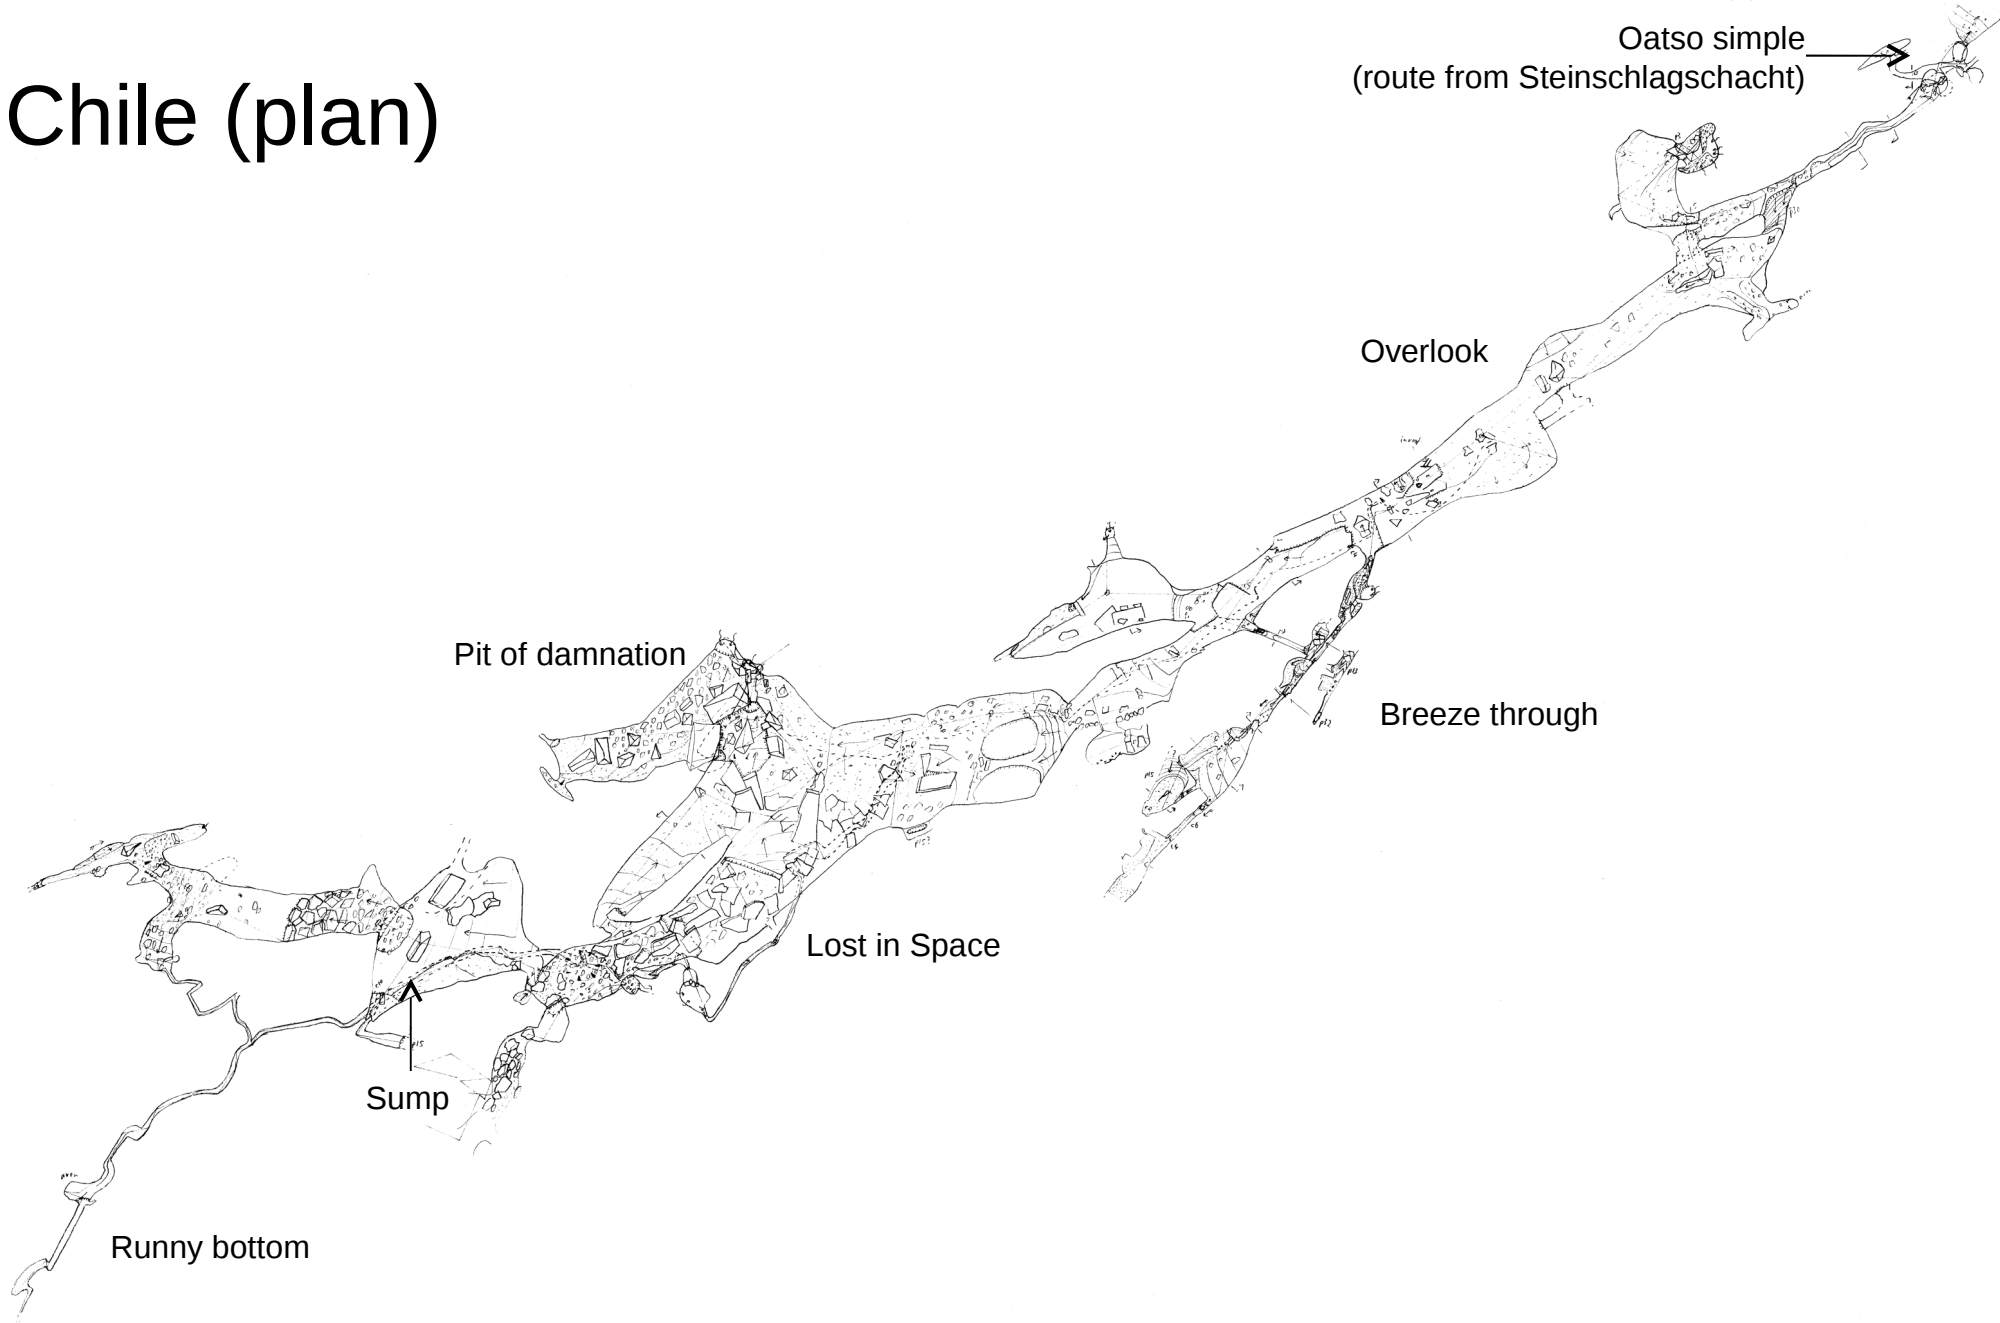 Oatso simple
(route from Steinschlagschacht)
Chile (plan)
Overlook
Pit of damnation
Breeze through
Lost in Space
p15
Sump
Runny bottom